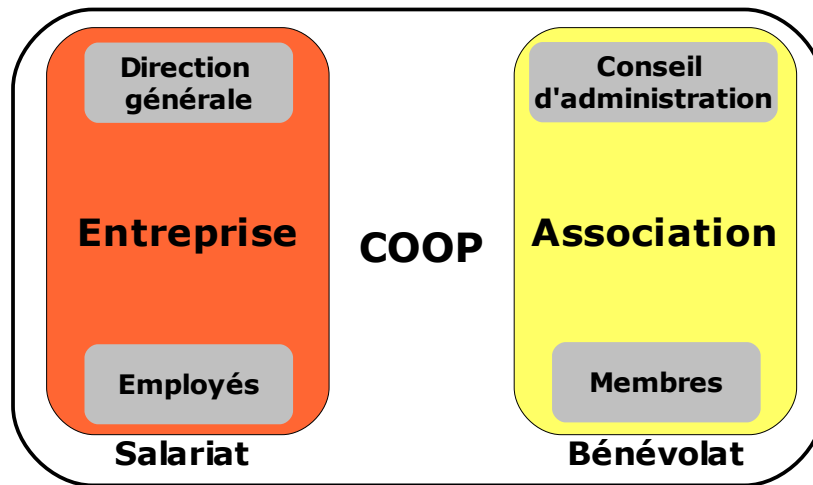 Direction
générale
Entreprise
Employés
Salariat
COOP
Conseil
d'administration
Association
Membres
Bénévolat